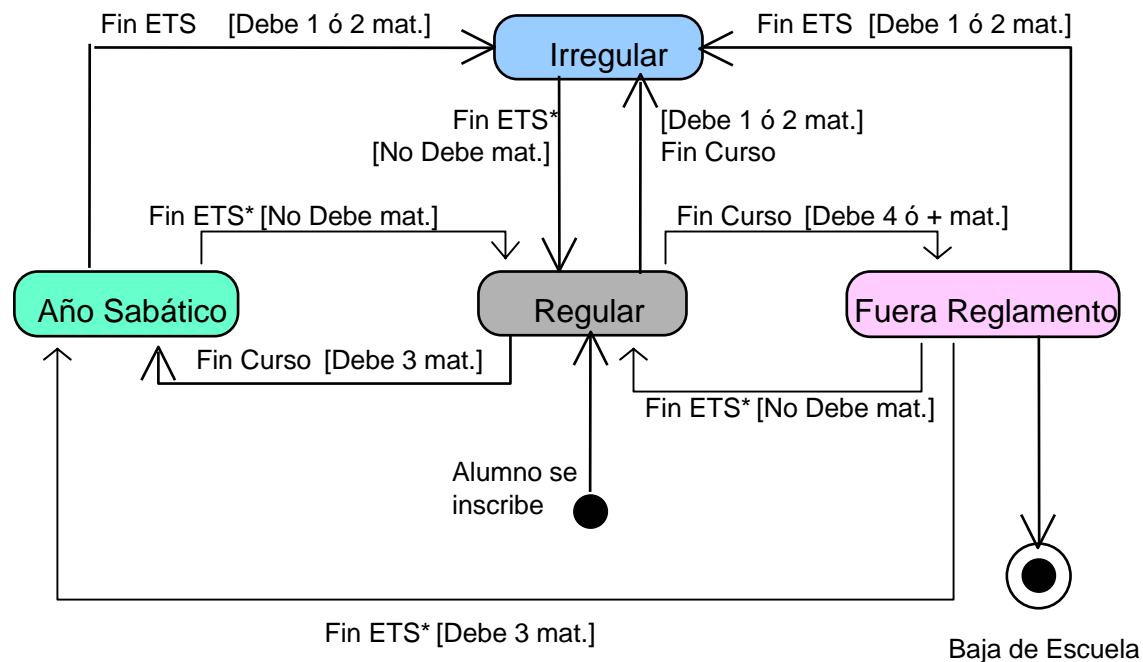 Fin ETS [Debe 1 ó 2 mat.]
Fin ETS [Debe 1 ó 2 mat.]
Irregular
Fin ETS*
[No Debe mat.]
[Debe 1 ó 2 mat.]
Fin Curso
Fin ETS* [No Debe mat.]
Fin Curso [Debe 4 ó + mat.]
Año Sabático
Regular
Fuera Reglamento
Fin Curso [Debe 3 mat.]
Fin ETS* [No Debe mat.]
Alumno se
inscribe
Fin ETS* [Debe 3 mat.]
Baja de Escuela